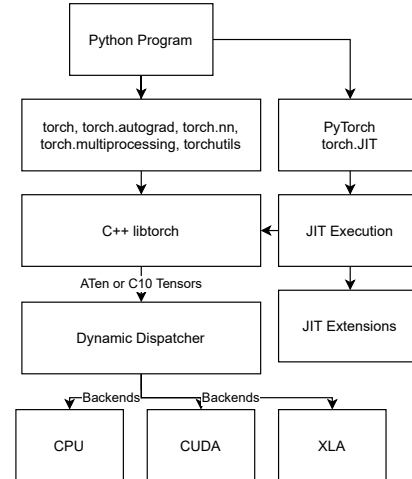 Python Program
torch, torch.autograd, torch.nn,
torch.multiprocessing, torchutils
PyTorch
torch.JIT
C++ libtorch
JIT Execution
ATen or C10 Tensors
JIT Extensions
Dynamic Dispatcher
Backends
Backends
CPU
CUDA
XLA